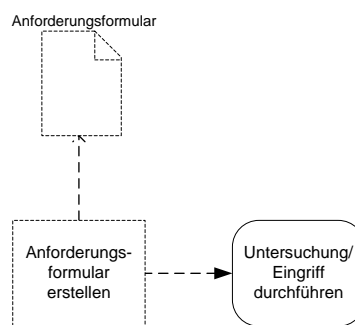 Anforderungsformular
Anforderungs-
formular
erstellen
Untersuchung/
Eingriff
durchführen